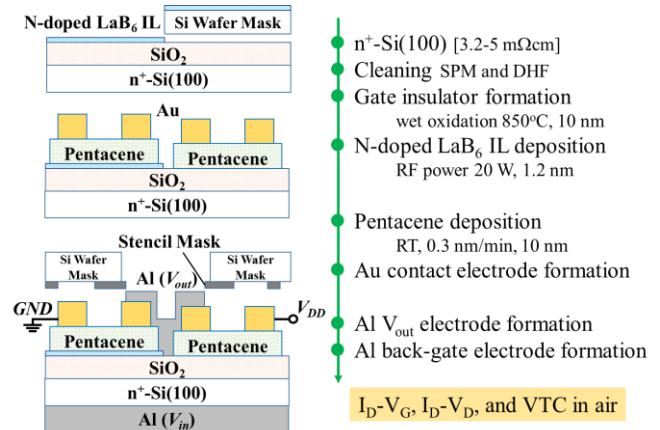 N-doped LaB₆ IL
Si Wafer Mask
SiO₂
n⁺-Si(100)
Au
Pentacene
Pentacene
SiO₂
n⁺-Si(100)
Stencil Mask
Si Wafer
Mask
Al (Vout)
Si Wafer
Mask
GND
VDD
Pentacene
Pentacene
SiO₂
n⁺-Si(100)
Al (Vin)
n⁺-Si(100) [3.2-5 mΩcm]
Cleaning SPM and DHF
Gate insulator formation
wet oxidation 850°C, 10 nm
N-doped LaB₆ IL deposition
RF power 20 W, 1.2 nm
Pentacene deposition
RT, 0.3 nm/min, 10 nm
Au contact electrode formation
Al Vout electrode formation
Al back-gate electrode formation
I_D-V_G, I_D-V_D, and VTC in air